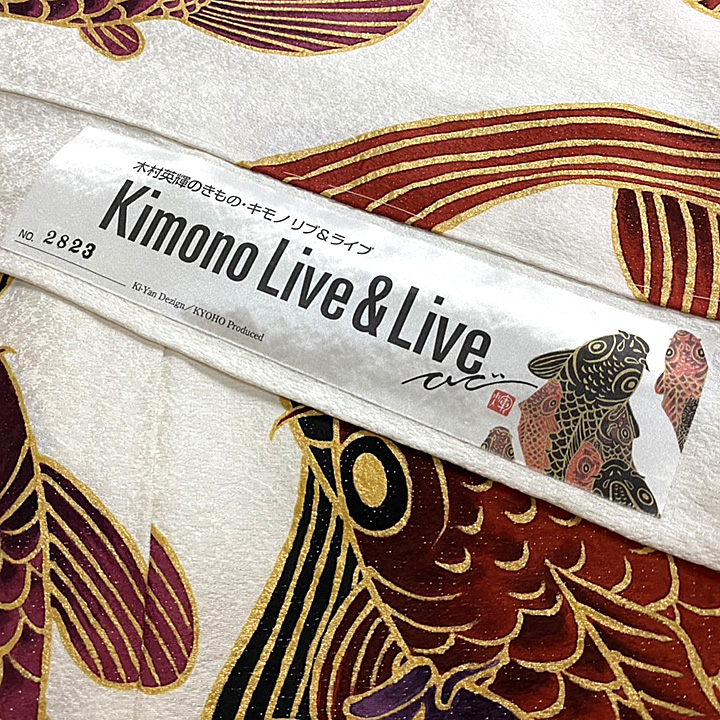 木村英輝のきもの・キモノ リブ&ライブ
Kimono Live & Live
NO. 2823
Ki-Yan Dezign／KYOHO Produced